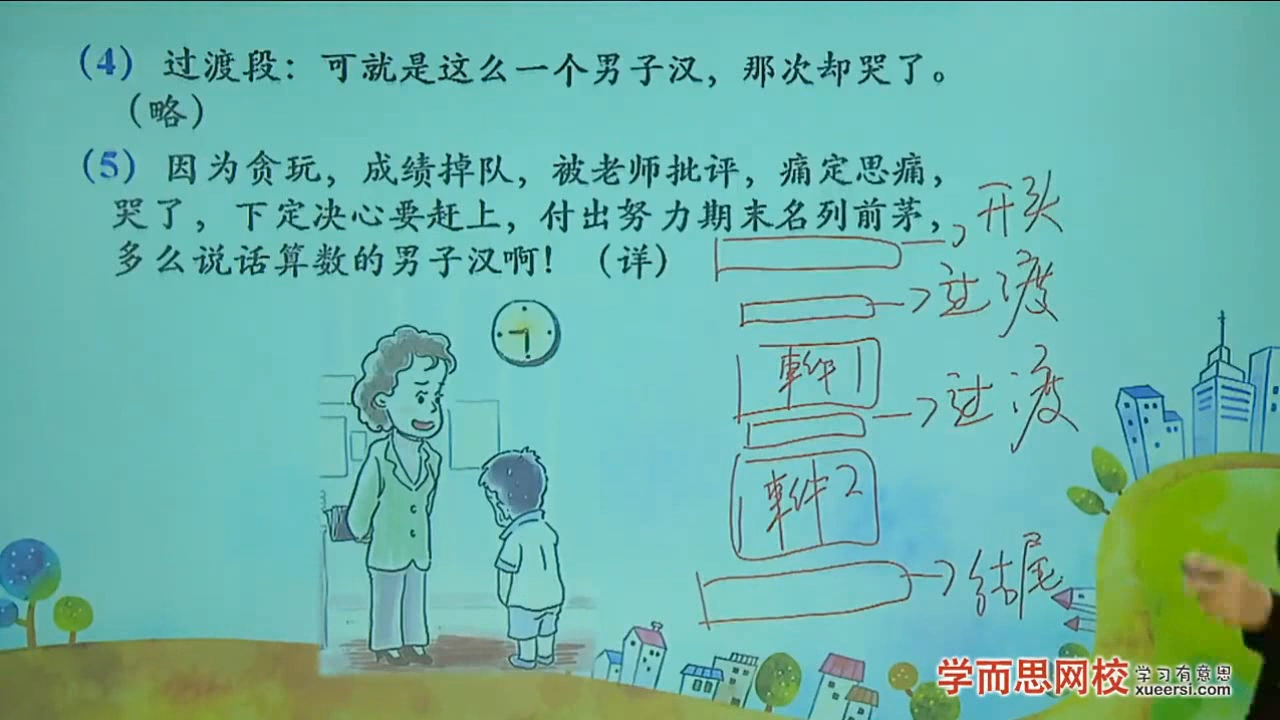 （4）过渡段：可就是这么一个男子汉，那次却哭了。
（略）
（5）因为贪玩，成绩掉队，被老师批评，痛定思痛，
哭了，下定决心要赶上，付出努力期末名列前茅，
多么说话算数的男子汉啊！（详）
开头
过渡
事件1
过渡
事件2
结尾
学而思网校
学习有意思
xueersi.com